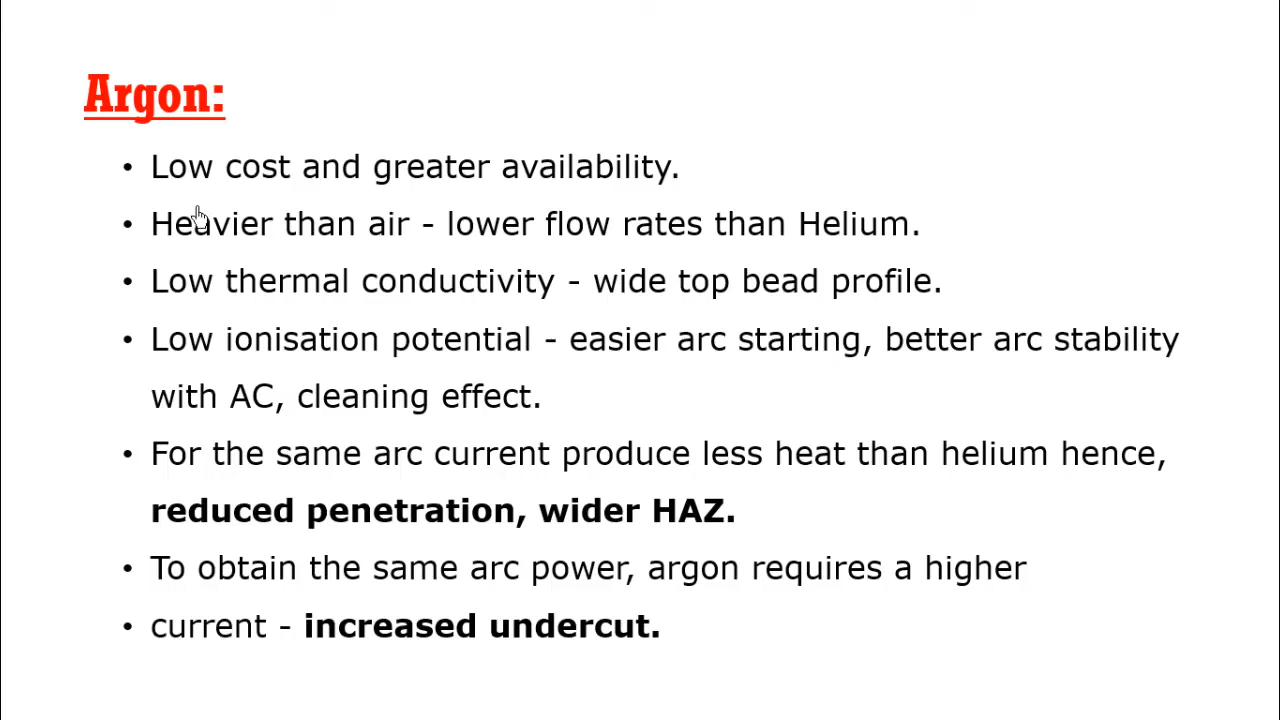 Argon:
• Low cost and greater availability.
• Heavier than air - lower flow rates than Helium.
• Low thermal conductivity - wide top bead profile.
• Low ionisation potential - easier arc starting, better arc stability
with AC, cleaning effect.
• For the same arc current produce less heat than helium hence,
reduced penetration, wider HAZ.
• To obtain the same arc power, argon requires a higher
• current - increased undercut.